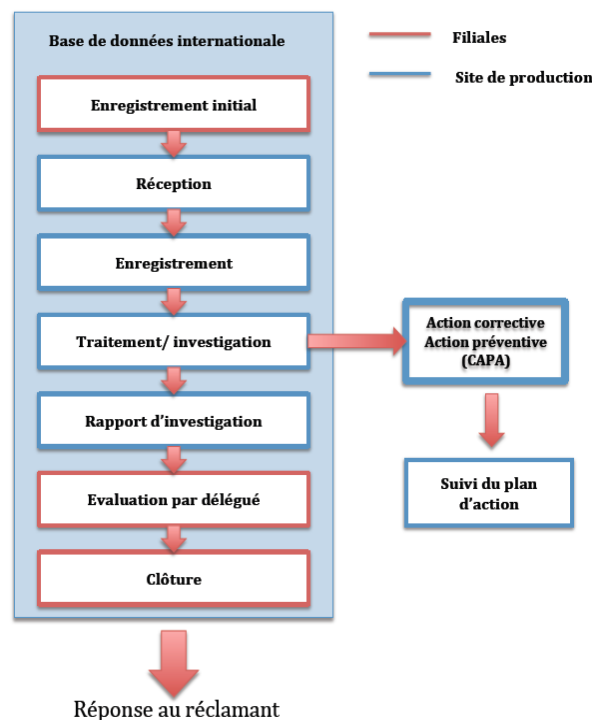 Base de données internationale
Filiales
Site de production
Enregistrement initial
Réception
Enregistrement
Traitement/ investigation
Action corrective
Action préventive
(CAPA)
Rapport d'investigation
Evaluation par délégué
Suivi du plan
d'action
Clôture
Réponse au réclamant